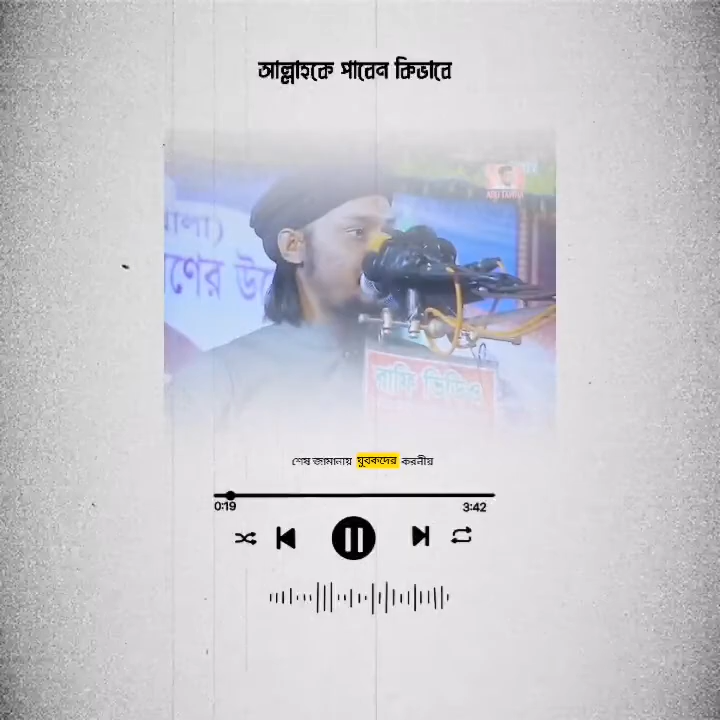 আল্লাহকে পাবেন কিভাবে
ণের
রাফি ভিডিও
শেষ জামানায় যুবকদের করনীয়
0:19
3:42